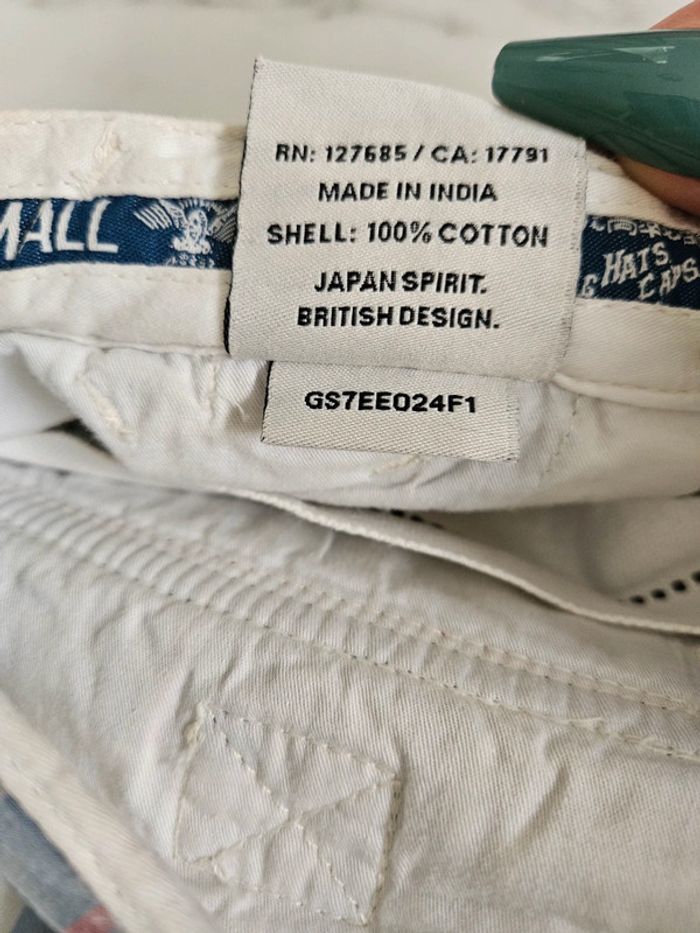 RN: 127685 / CA: 17791
MADE IN INDIA
SHELL: 100% COTTON
JAPAN SPIRIT.
BRITISH DESIGN.
GS7EE024F1
MALL
HATS
CAPS